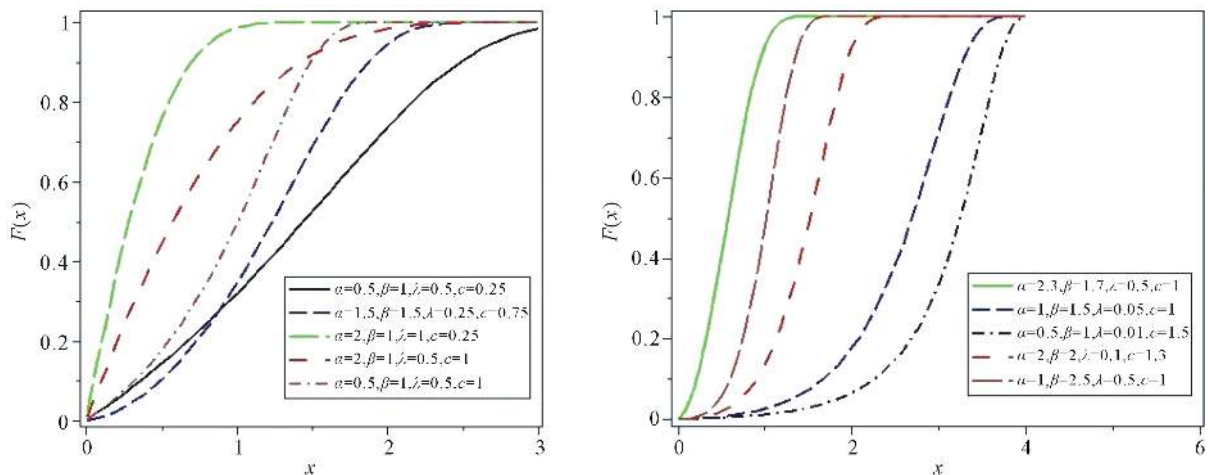 1
0.8
0.6
0.4
0.2
0
F(x)
0
1
2
3
x
α=0.5,β=1,λ=0.5,c=0.25
α=1.5,β=1.5,λ=0.25,c=0.75
α=2,β=1,λ=1,c=0.25
α=2,β=1,λ=0.5,c=1
α=0.5,β=1,λ=0.5,c=1
1
0.8
0.6
0.4
0.2
0
F(x)
0
2
4
6
x
α=2.3,β=1.7,λ=0.5,c=1
α=1,β=1.5,λ=0.05,c=1
α=0.5,β=1,λ=0.01,c=1.5
α=2,β=2,λ=0.1,c=1.3
α=1,β=2.5,λ=0.5,c=1